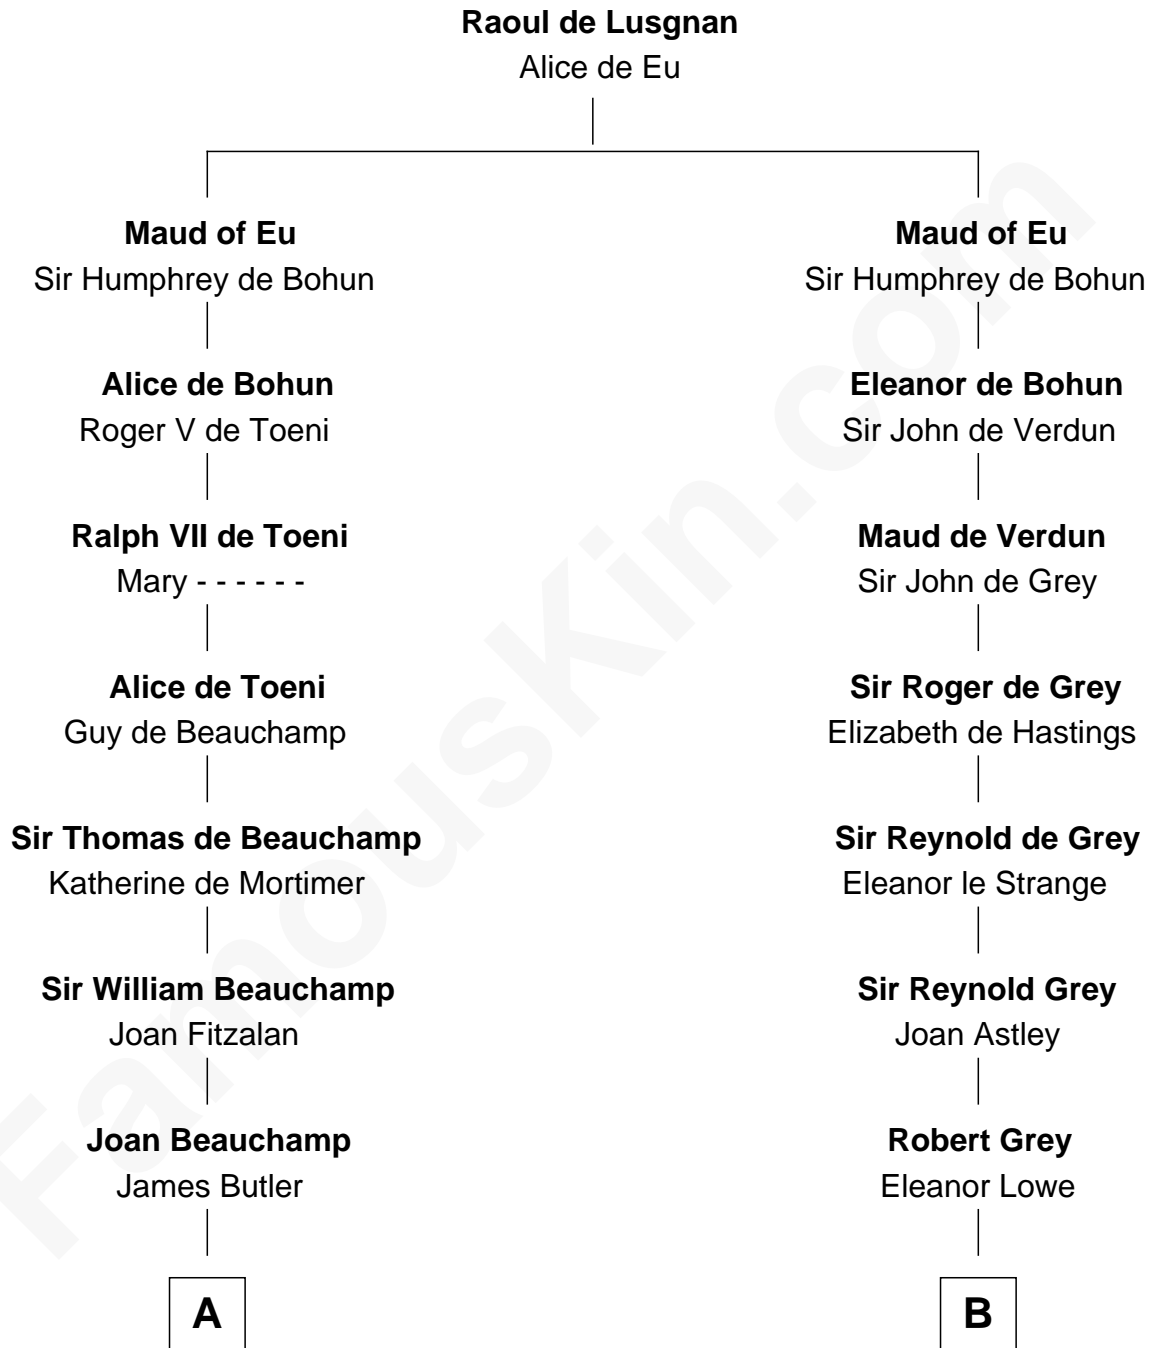 Raoul de Lusgnan
Alice de Eu
Maud of Eu
Sir Humphrey de Bohun
Maud of Eu
Sir Humphrey de Bohun
Alice de Bohun
Roger V de Toeni
Eleanor de Bohun
Sir John de Verdun
Ralph VII de Toeni
Mary - - - - - -
Maud de Verdun
Sir John de Grey
Alice de Toeni
Guy de Beauchamp
Sir Roger de Grey
Elizabeth de Hastings
Sir Thomas de Beauchamp
Katherine de Mortimer
Sir Reynold de Grey
Eleanor le Strange
Sir William Beauchamp
Joan Fitzalan
Sir Reynold Grey
Joan Astley
Joan Beauchamp
James Butler
Robert Grey
Eleanor Lowe
A
B
FamousKin.com